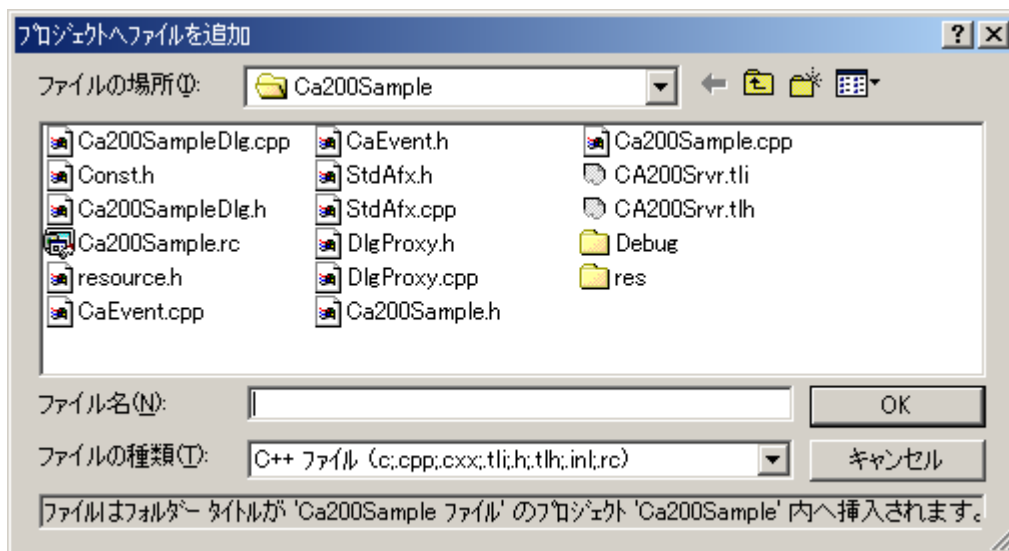 プロジェクトへファイルを追加
ファイルの場所(I):
Ca200Sample
Ca200SampleDlg.cpp
Const.h
Ca200SampleDlg.h
Ca200Sample.rc
resource.h
CaEvent.cpp
CaEvent.h
StdAfx.h
StdAfx.cpp
DlgProxy.h
DlgProxy.cpp
Ca200Sample.h
Ca200Sample.cpp
CA200Srvr.tli
CA200Srvr.tlh
Debug
res
ファイル名(N):
OK
ファイルの種類(T):
C++ ファイル (c;.cpp;.cxx;.tli;.h;.tlh;.inl;.rc)
キャンセル
ファイルはフォルダー タイトルが 'Ca200Sample ファイル' のプロジェクト 'Ca200Sample' 内へ挿入されます。